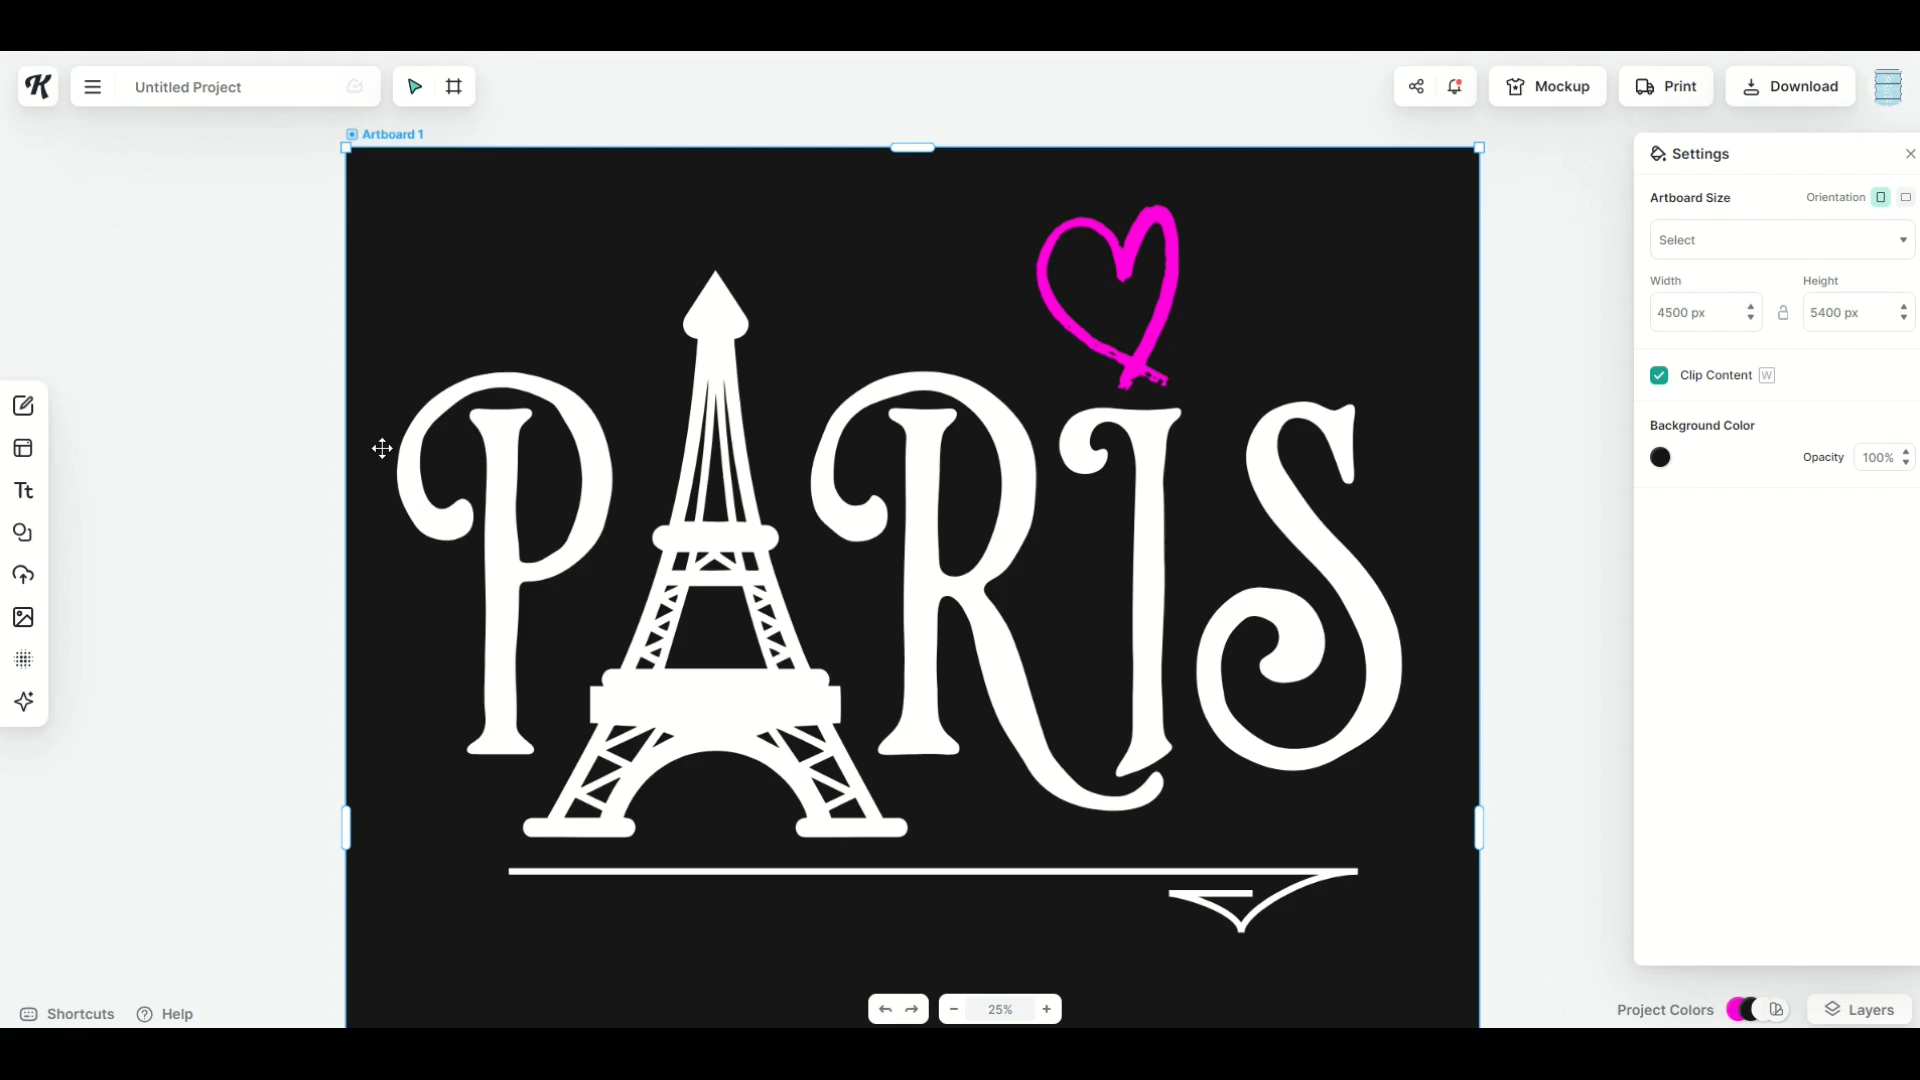 Untitled Project
Mockup
Print
Download
Artboard 1
Settings
Artboard Size
Orientation
Select
Width
Height
4500 px
5400 px
Clip Content W
Background Color
Opacity
100%
PARIS
Tt
Shortcuts
Help
25%
Project Colors
Layers